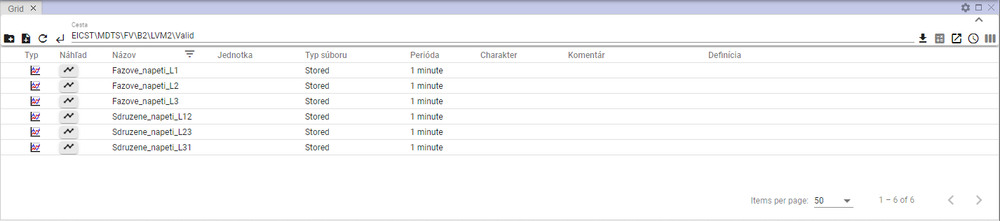 Grid
Cesta
EICST\MDTS\FV\B2\LVM2\Valid
Typ Náhľad Názov Jednotka Typ súboru Perióda Charakter Komentár Definícia
Fazove_napeti_L1 Stored 1 minute
Fazove_napeti_L2 Stored 1 minute
Fazove_napeti_L3 Stored 1 minute
Sdruzene_napeti_L12 Stored 1 minute
Sdruzene_napeti_L23 Stored 1 minute
Sdruzene_napeti_L31 Stored 1 minute
Items per page: 50 1 – 6 of 6